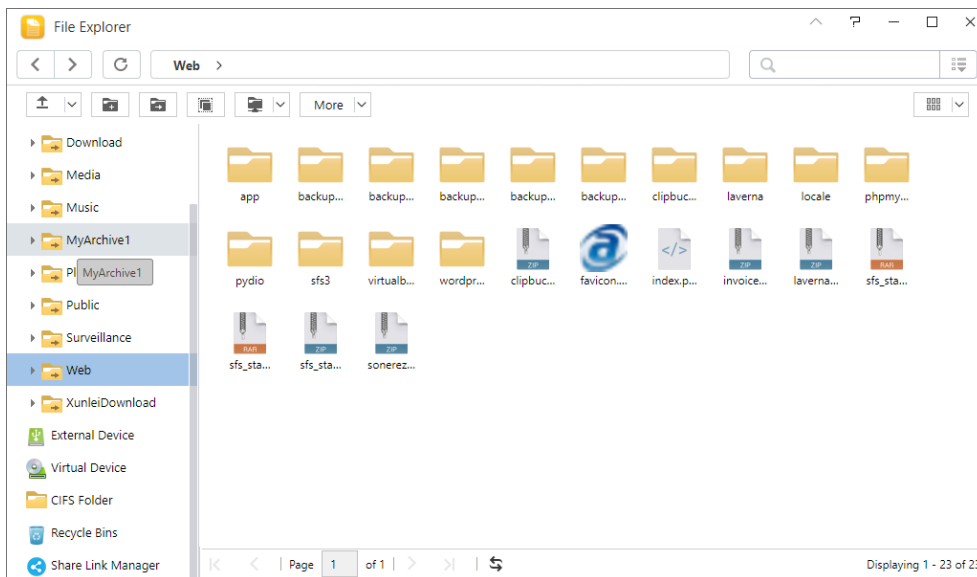 File Explorer
Web >
More
Download
Media
Music
MyArchive1
Pl
MyArchive1
Public
Surveillance
Web
XunleiDownload
External Device
Virtual Device
CIFS Folder
Recycle Bins
Share Link Manager
app backup... backup... backup... backup... backup... clipbuc... laverna locale phpmy...
ZIP </> ZIP ZIP RAR
pydio sfs3 virtualb... wordpr... clipbuc... favicon.... index.p... invoice... laverna... sfs_sta...
RAR ZIP ZIP
sfs_sta... sfs_sta... sonerez...
Page 1 of 1
Displaying 1 - 23 of 23